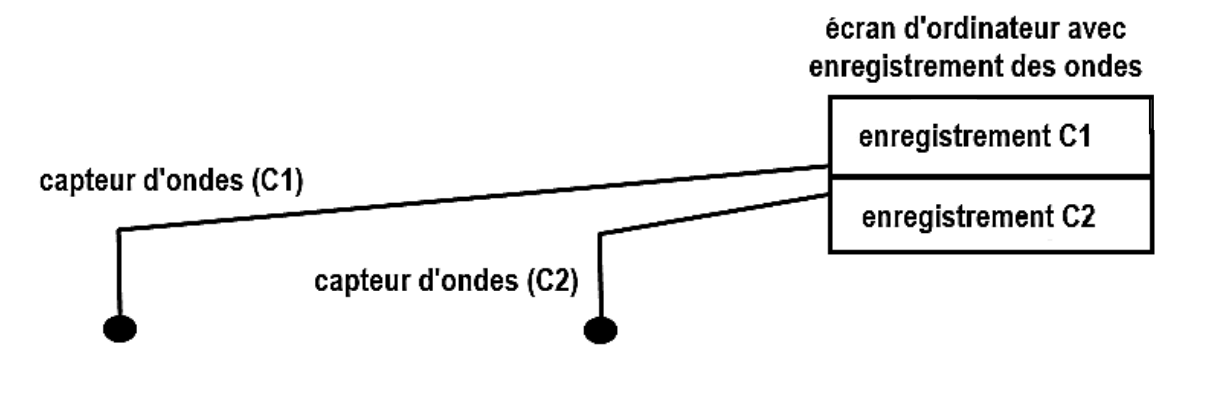 écran d'ordinateur avec
enregistrement des ondes
enregistrement C1
capteur d'ondes (C1)
enregistrement C2
capteur d'ondes (C2)